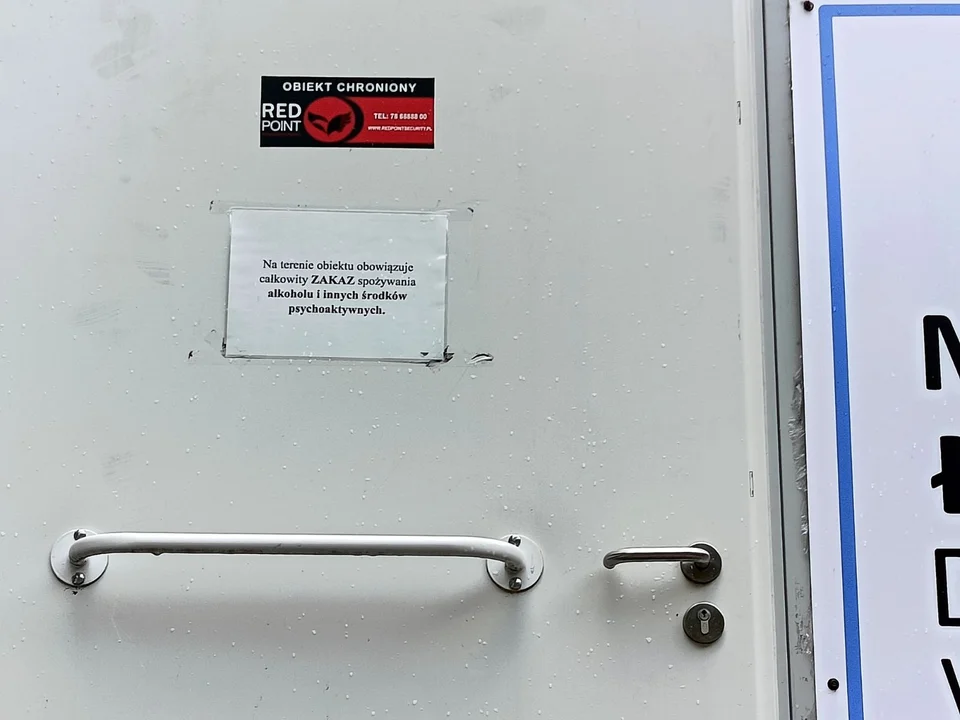 OBIEKT CHRONIONY
RED
POINT
TEL: 78 68888 00
WWW.REDPOINTSECURITY.PL
Na terenie obiektu obowiązuje
całkowity ZAKAZ spożywania
alkoholu i innych środków
psychoaktywnych.